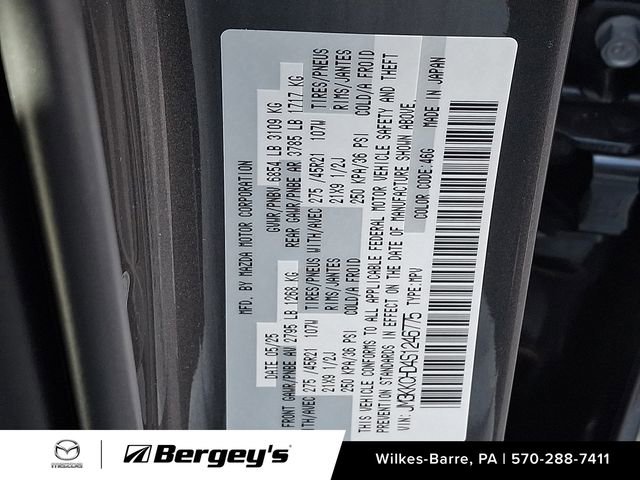 MFD. BY MAZDA MOTOR CORPORATION
DATE 05/25 GVWR/PNBV 6854 LB 3109 KG
FRONT GAWR/PNBE AV 2795 LB 1268 KG REAR GAWR/PNBE AR 3785 LB 1717 KG
WITH/AVEC 275 /45R21 107W TIRES/PNEUS WITH/AVEC 275 /45R21 107W TIRES/PNEUS
21X9 1/2J RIMS/JANTES 21X9 1/2J RIMS/JANTES
250 KPA/36 PSI COLD/A FROID 250 KPA/36 PSI COLD/A FROID
THIS VEHICLE CONFORMS TO ALL APPLICABLE FEDERAL MOTOR VEHICLE SAFETY AND THEFT
PREVENTION STANDARDS IN EFFECT ON THE DATE OF MANUFACTURE SHOWN ABOVE.
VIN: JM3KKCHD4S1246775 TYPE:MPV COLOR CODE:46G MADE IN JAPAN
mazda Bergey's Wilkes-Barre, PA | 570-288-7411